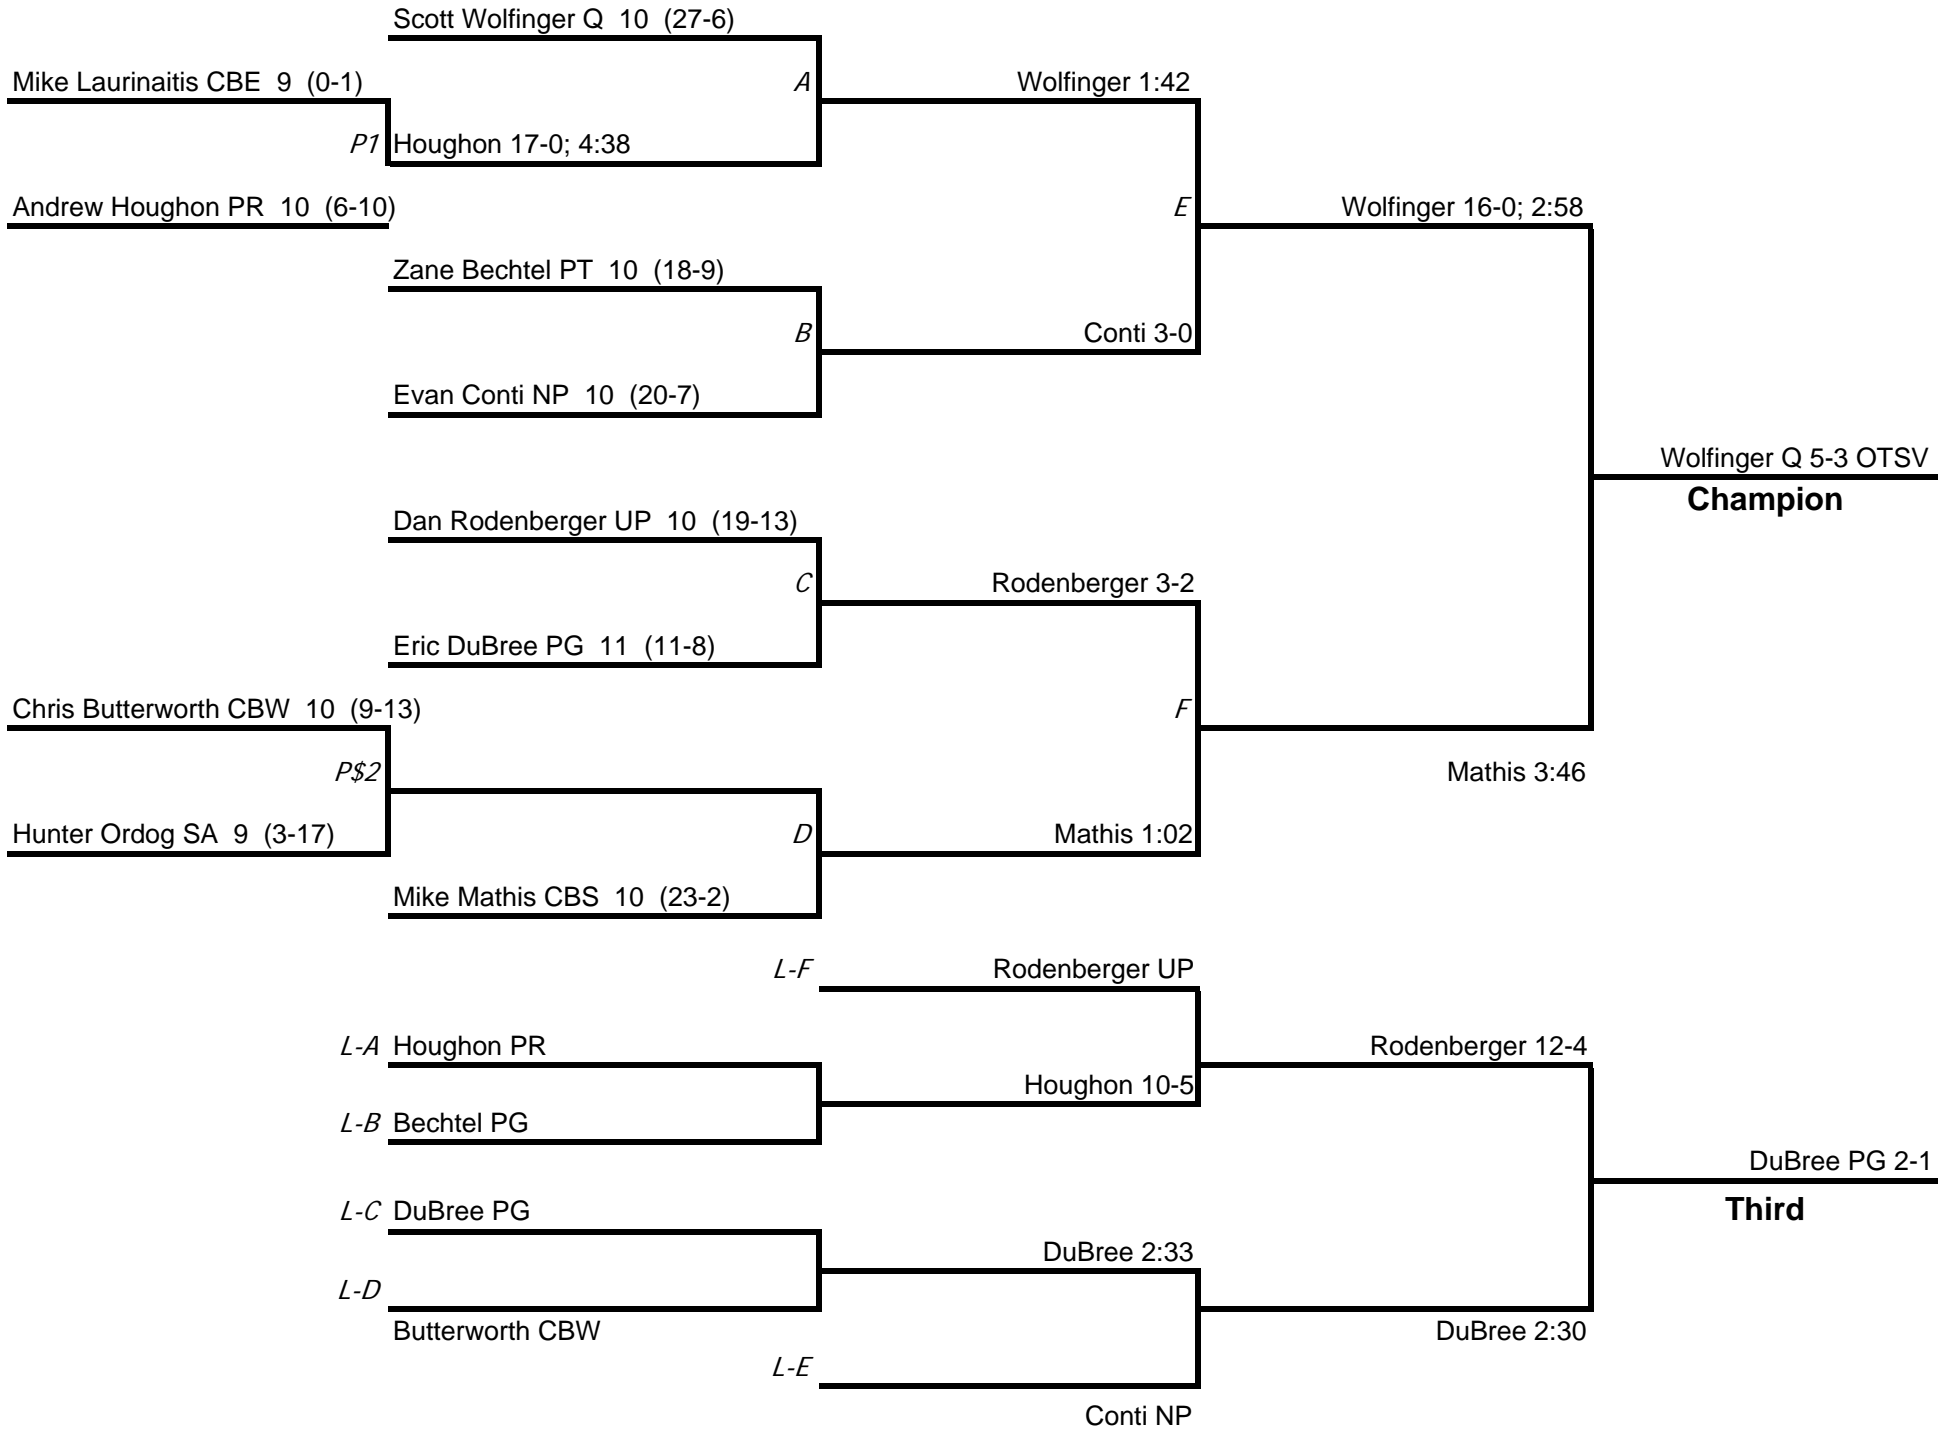 Scott Wolfinger Q 10 (27-6)
Mike Laurinaitis CBE 9 (0-1)
A
Wolfinger 1:42
P1
Houghon 17-0; 4:38
Andrew Houghon PR 10 (6-10)
E
Wolfinger 16-0; 2:58
Zane Bechtel PT 10 (18-9)
B
Conti 3-0
Evan Conti NP 10 (20-7)
Wolfinger Q 5-3 OTSV
Champion
Dan Rodenberger UP 10 (19-13)
C
Rodenberger 3-2
Eric DuBree PG 11 (11-8)
Chris Butterworth CBW 10 (9-13)
F
P$2
Mathis 3:46
Hunter Ordog SA 9 (3-17)
D
Mathis 1:02
Mike Mathis CBS 10 (23-2)
L-F
Rodenberger UP
L-A
Houghon PR
Rodenberger 12-4
Houghon 10-5
L-B
Bechtel PG
DuBree PG 2-1
Third
L-C
DuBree PG
DuBree 2:33
L-D
Butterworth CBW
DuBree 2:30
L-E
Conti NP